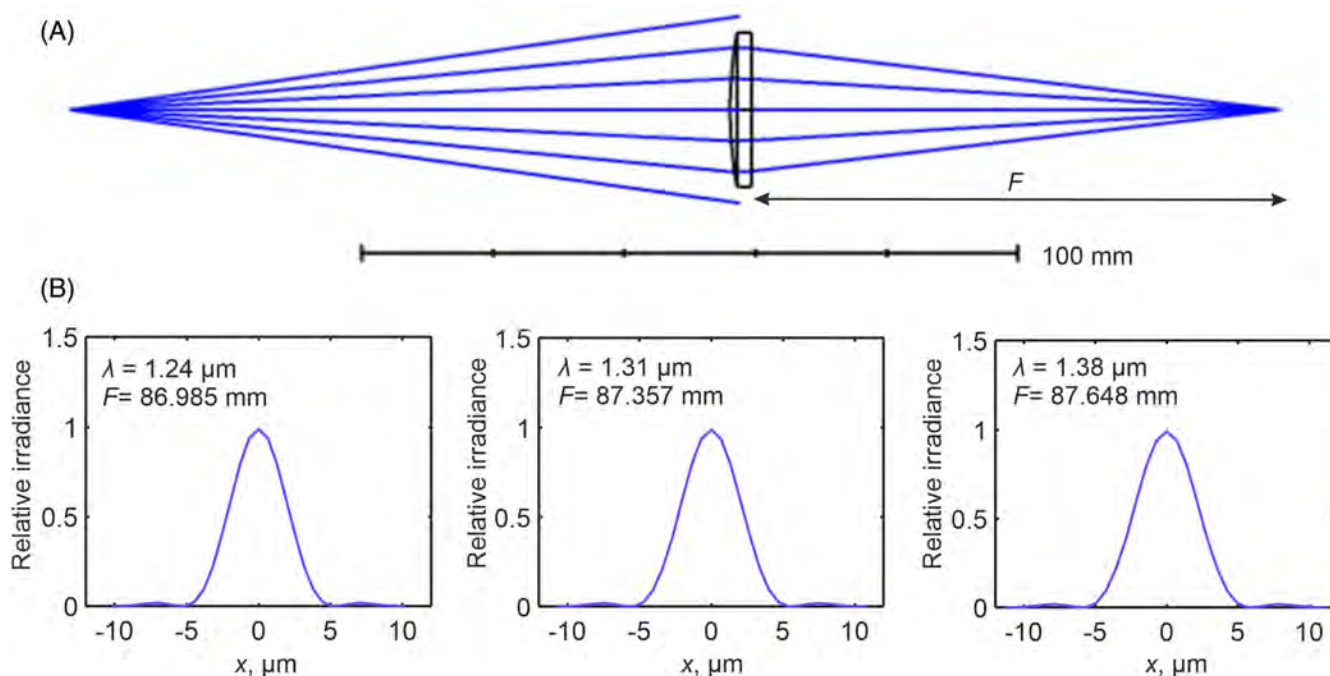 (A)
F
100 mm
(B)
1.5
1
0.5
0
Relative irradiance
λ = 1.24 µm
F= 86.985 mm
-10 -5 0 5 10
x, µm
1.5
1
0.5
0
Relative irradiance
λ = 1.31 µm
F= 87.357 mm
-10 -5 0 5 10
x, µm
1.5
1
0.5
0
Relative irradiance
λ = 1.38 µm
F= 87.648 mm
-10 -5 0 5 10
x, µm